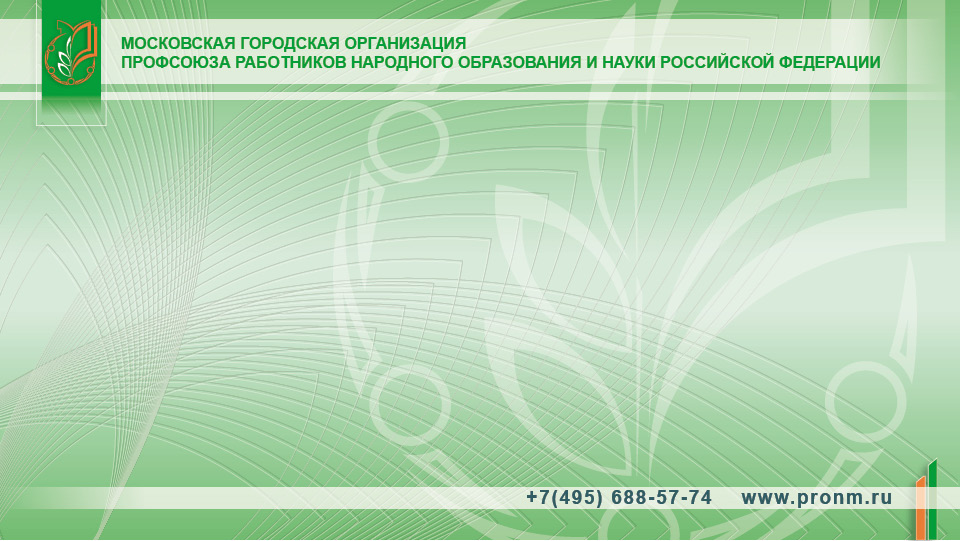 МОСКОВСКАЯ ГОРОДСКАЯ ОРГАНИЗАЦИЯ
ПРОФСОЮЗА РАБОТНИКОВ НАРОДНОГО ОБРАЗОВАНИЯ И НАУКИ РОССИЙСКОЙ ФЕДЕРАЦИИ
+7(495) 688-57-74 www.pronm.ru